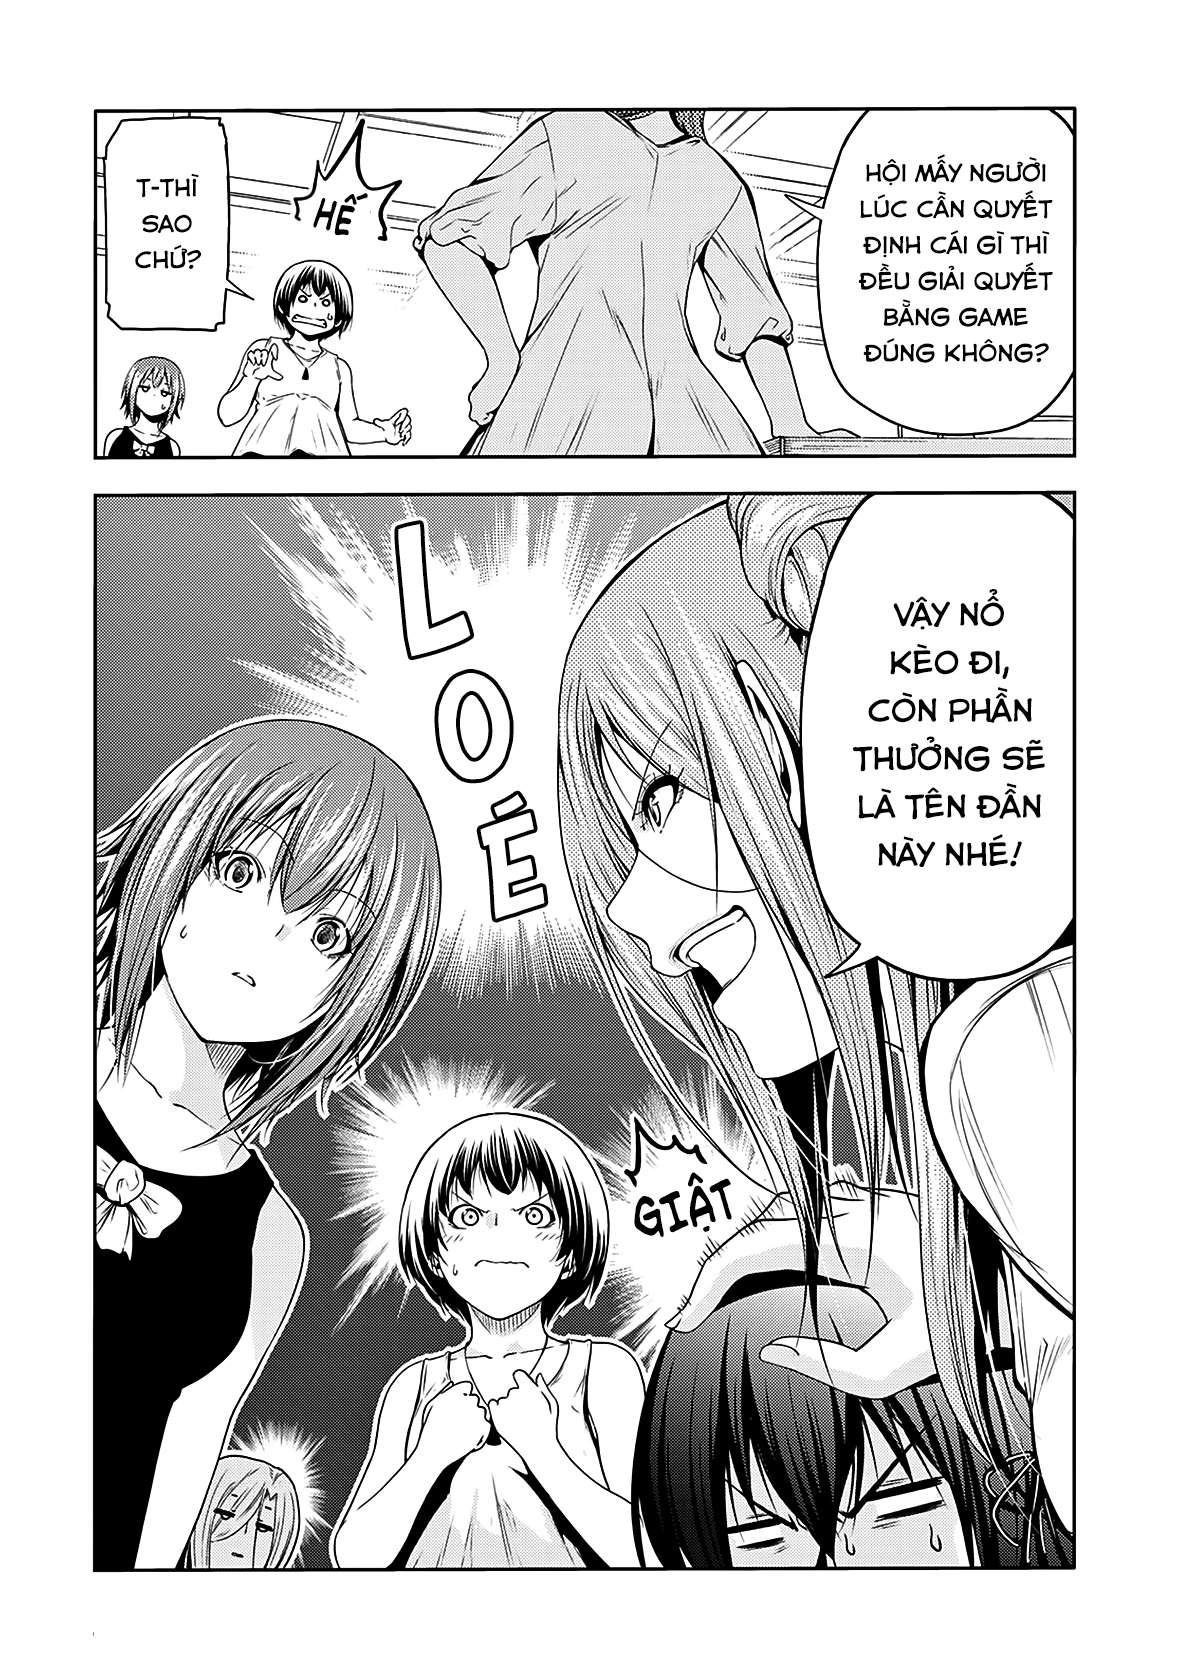 HỘI MẤY NGƯỜI
LÚC CẦN QUYẾT
ĐỊNH CÁI GÌ THÌ
ĐỀU GIẢI QUYẾT
BẰNG GAME
ĐÚNG KHÔNG?
HẾ
T-THÌ
SAO
CHỨ?
VẬY NỔ
KÈO ĐI,
CÒN PHẦN
THƯỞNG SẼ
LÀ TÊN ĐẦN
NÀY NHÉ!
LOÉ
GIẬT